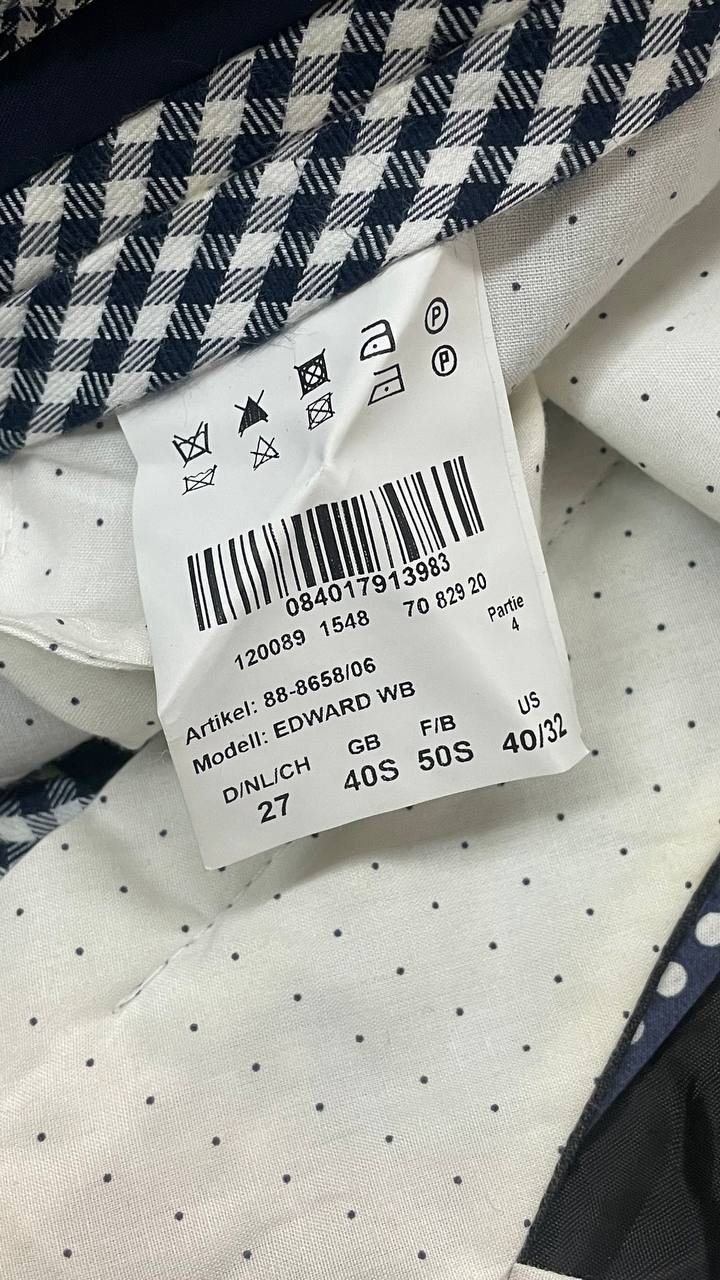 P
P
084017913983
120089 1548 70 829 20
Partie
4
Artikel: 88-8658/06
Modell: EDWARD WB
D/NL/CH GB F/B US
27 40S 50S 40/32